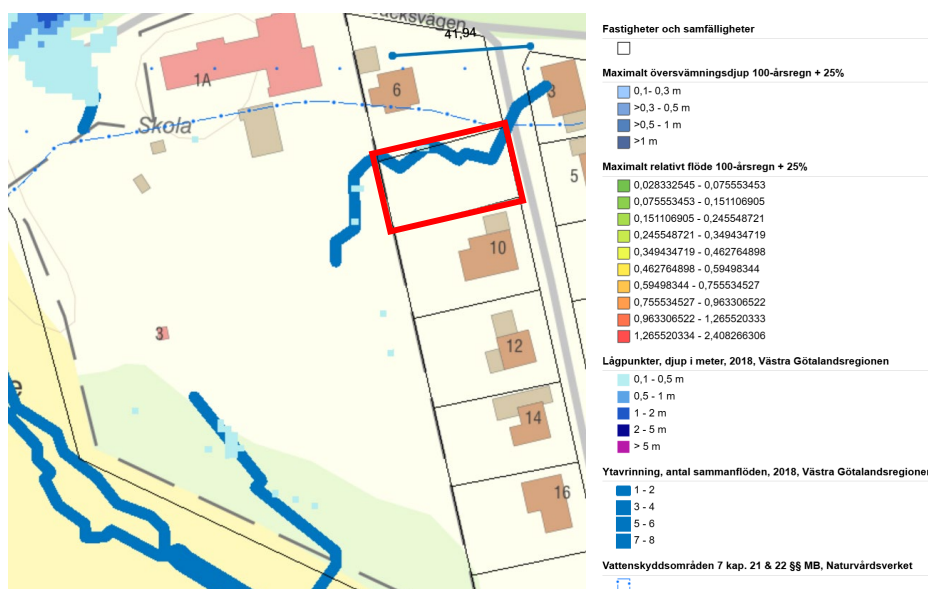 cksvägen
41,94
1A
6
3
Skola
5
10
3
12
e
14
16
Fastigheter och samfälligheter
Maximalt översvämningsdjup 100-årsregn + 25%
0,1- 0,3 m
>0,3 - 0,5 m
>0,5 - 1 m
>1 m
Maximalt relativt flöde 100-årsregn + 25%
0,028332545 - 0,075553453
0,075553453 - 0,151106905
0,151106905 - 0,245548721
0,245548721 - 0,349434719
0,349434719 - 0,462764898
0,462764898 - 0,59498344
0,59498344 - 0,755534527
0,755534527 - 0,963306522
0,963306522 - 1,265520333
1,265520334 - 2,408266306
Lågpunkter, djup i meter, 2018, Västra Götalandsregionen
0,1 - 0,5 m
0,5 - 1 m
1 - 2 m
2 - 5 m
> 5 m
Ytavrinning, antal sammanflöden, 2018, Västra Götalandsregionen
1 - 2
3 - 4
5 - 6
7 - 8
Vattenskyddsområden 7 kap. 21 & 22 §§ MB, Naturvårdsverket